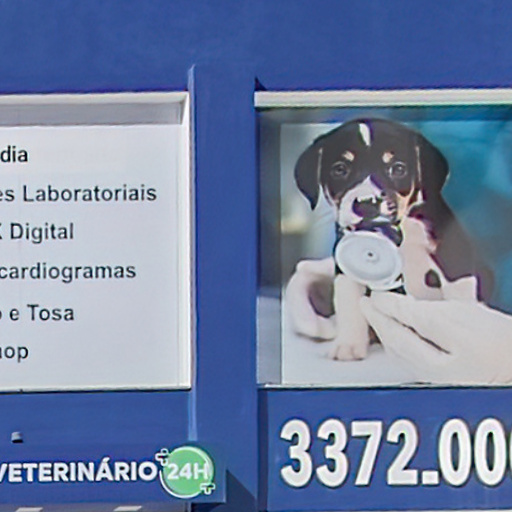 dia
es Laboratoriais
X Digital
cardiogramas
o e Tosa
hop
VETERINÁRIO 24H
3372.00